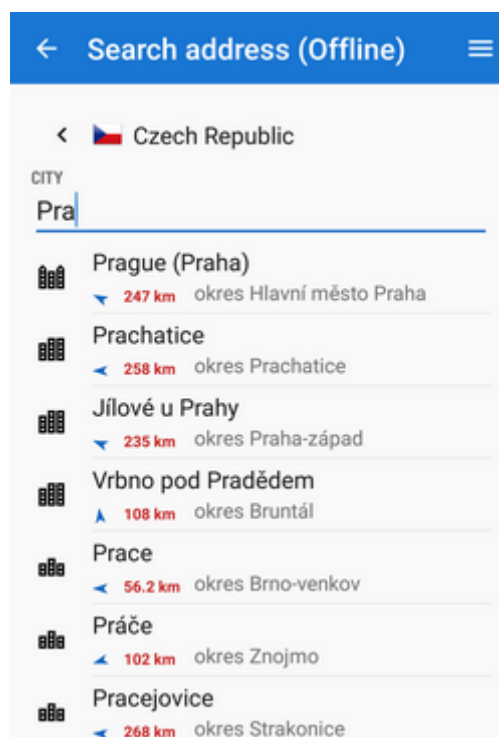 Search address (Offline)
Czech Republic
CITY
Pra
Prague (Praha)
247 km okres Hlavní město Praha
Prachatice
258 km okres Prachatice
Jílové u Prahy
235 km okres Praha-západ
Vrbno pod Pradědem
108 km okres Bruntál
Prace
56.2 km okres Brno-venkov
Práče
102 km okres Znojmo
Pracejovice
268 km okres Strakonice